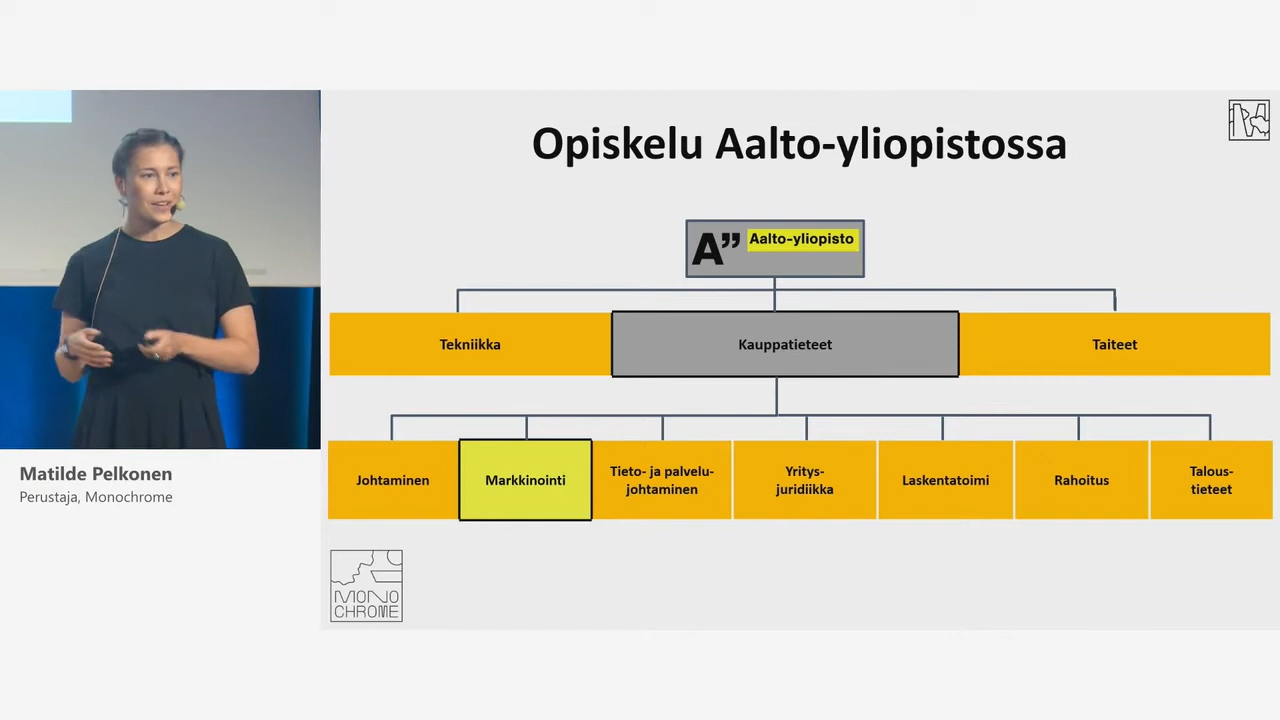 Opiskelu Aalto-yliopistossa
A” Aalto-yliopisto
Tekniikka
Kauppatieteet
Taiteet
Johtaminen
Markkinointi
Tieto- ja palvelu-
johtaminen
Yritys-
juridiikka
Laskentatoimi
Rahoitus
Talous-
tieteet
Matilde Pelkonen
Perustaja, Monochrome
MONO
CHROME